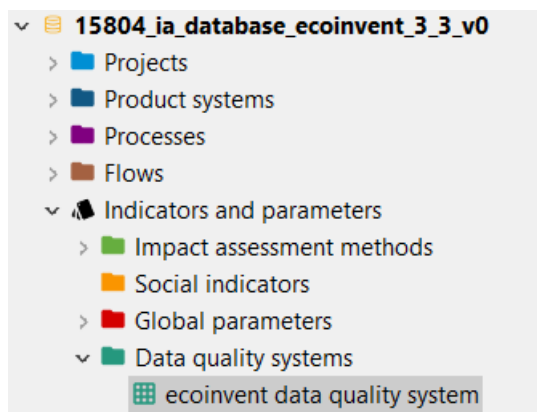 15804_ia_database_ecoinvent_3_3_v0
Projects
Product systems
Processes
Flows
Indicators and parameters
Impact assessment methods
Social indicators
Global parameters
Data quality systems
ecoinvent data quality system